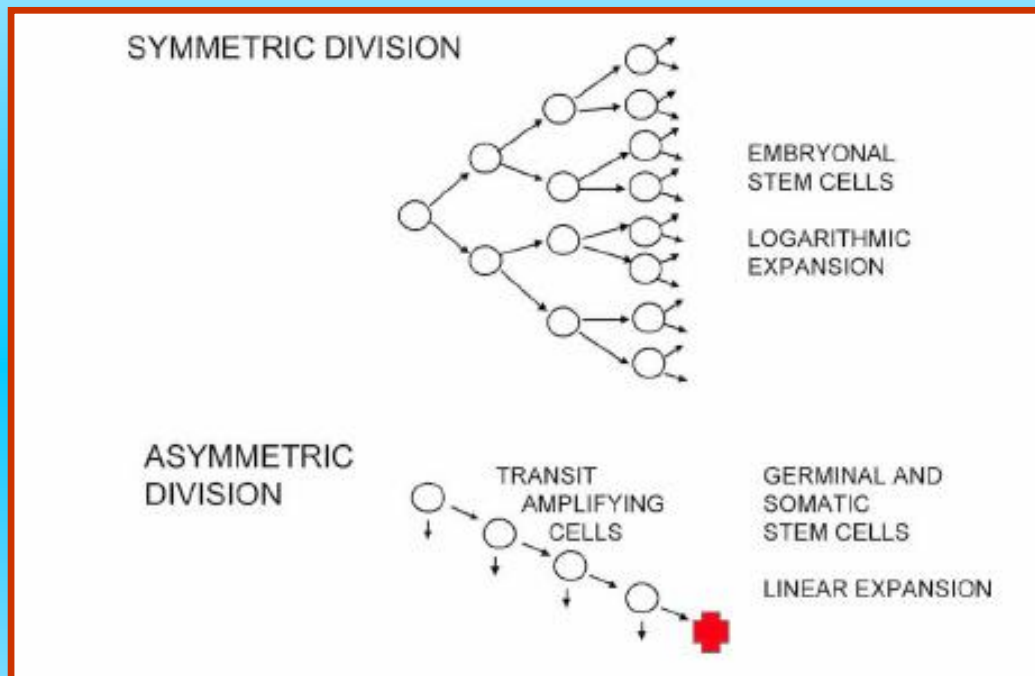 SYMMETRIC DIVISION
EMBRYONAL
STEM CELLS
LOGARITHMIC
EXPANSION
ASYMMETRIC
DIVISION
TRANSIT
AMPLIFYING
CELLS
GERMINAL AND
SOMATIC
STEM CELLS
LINEAR EXPANSION